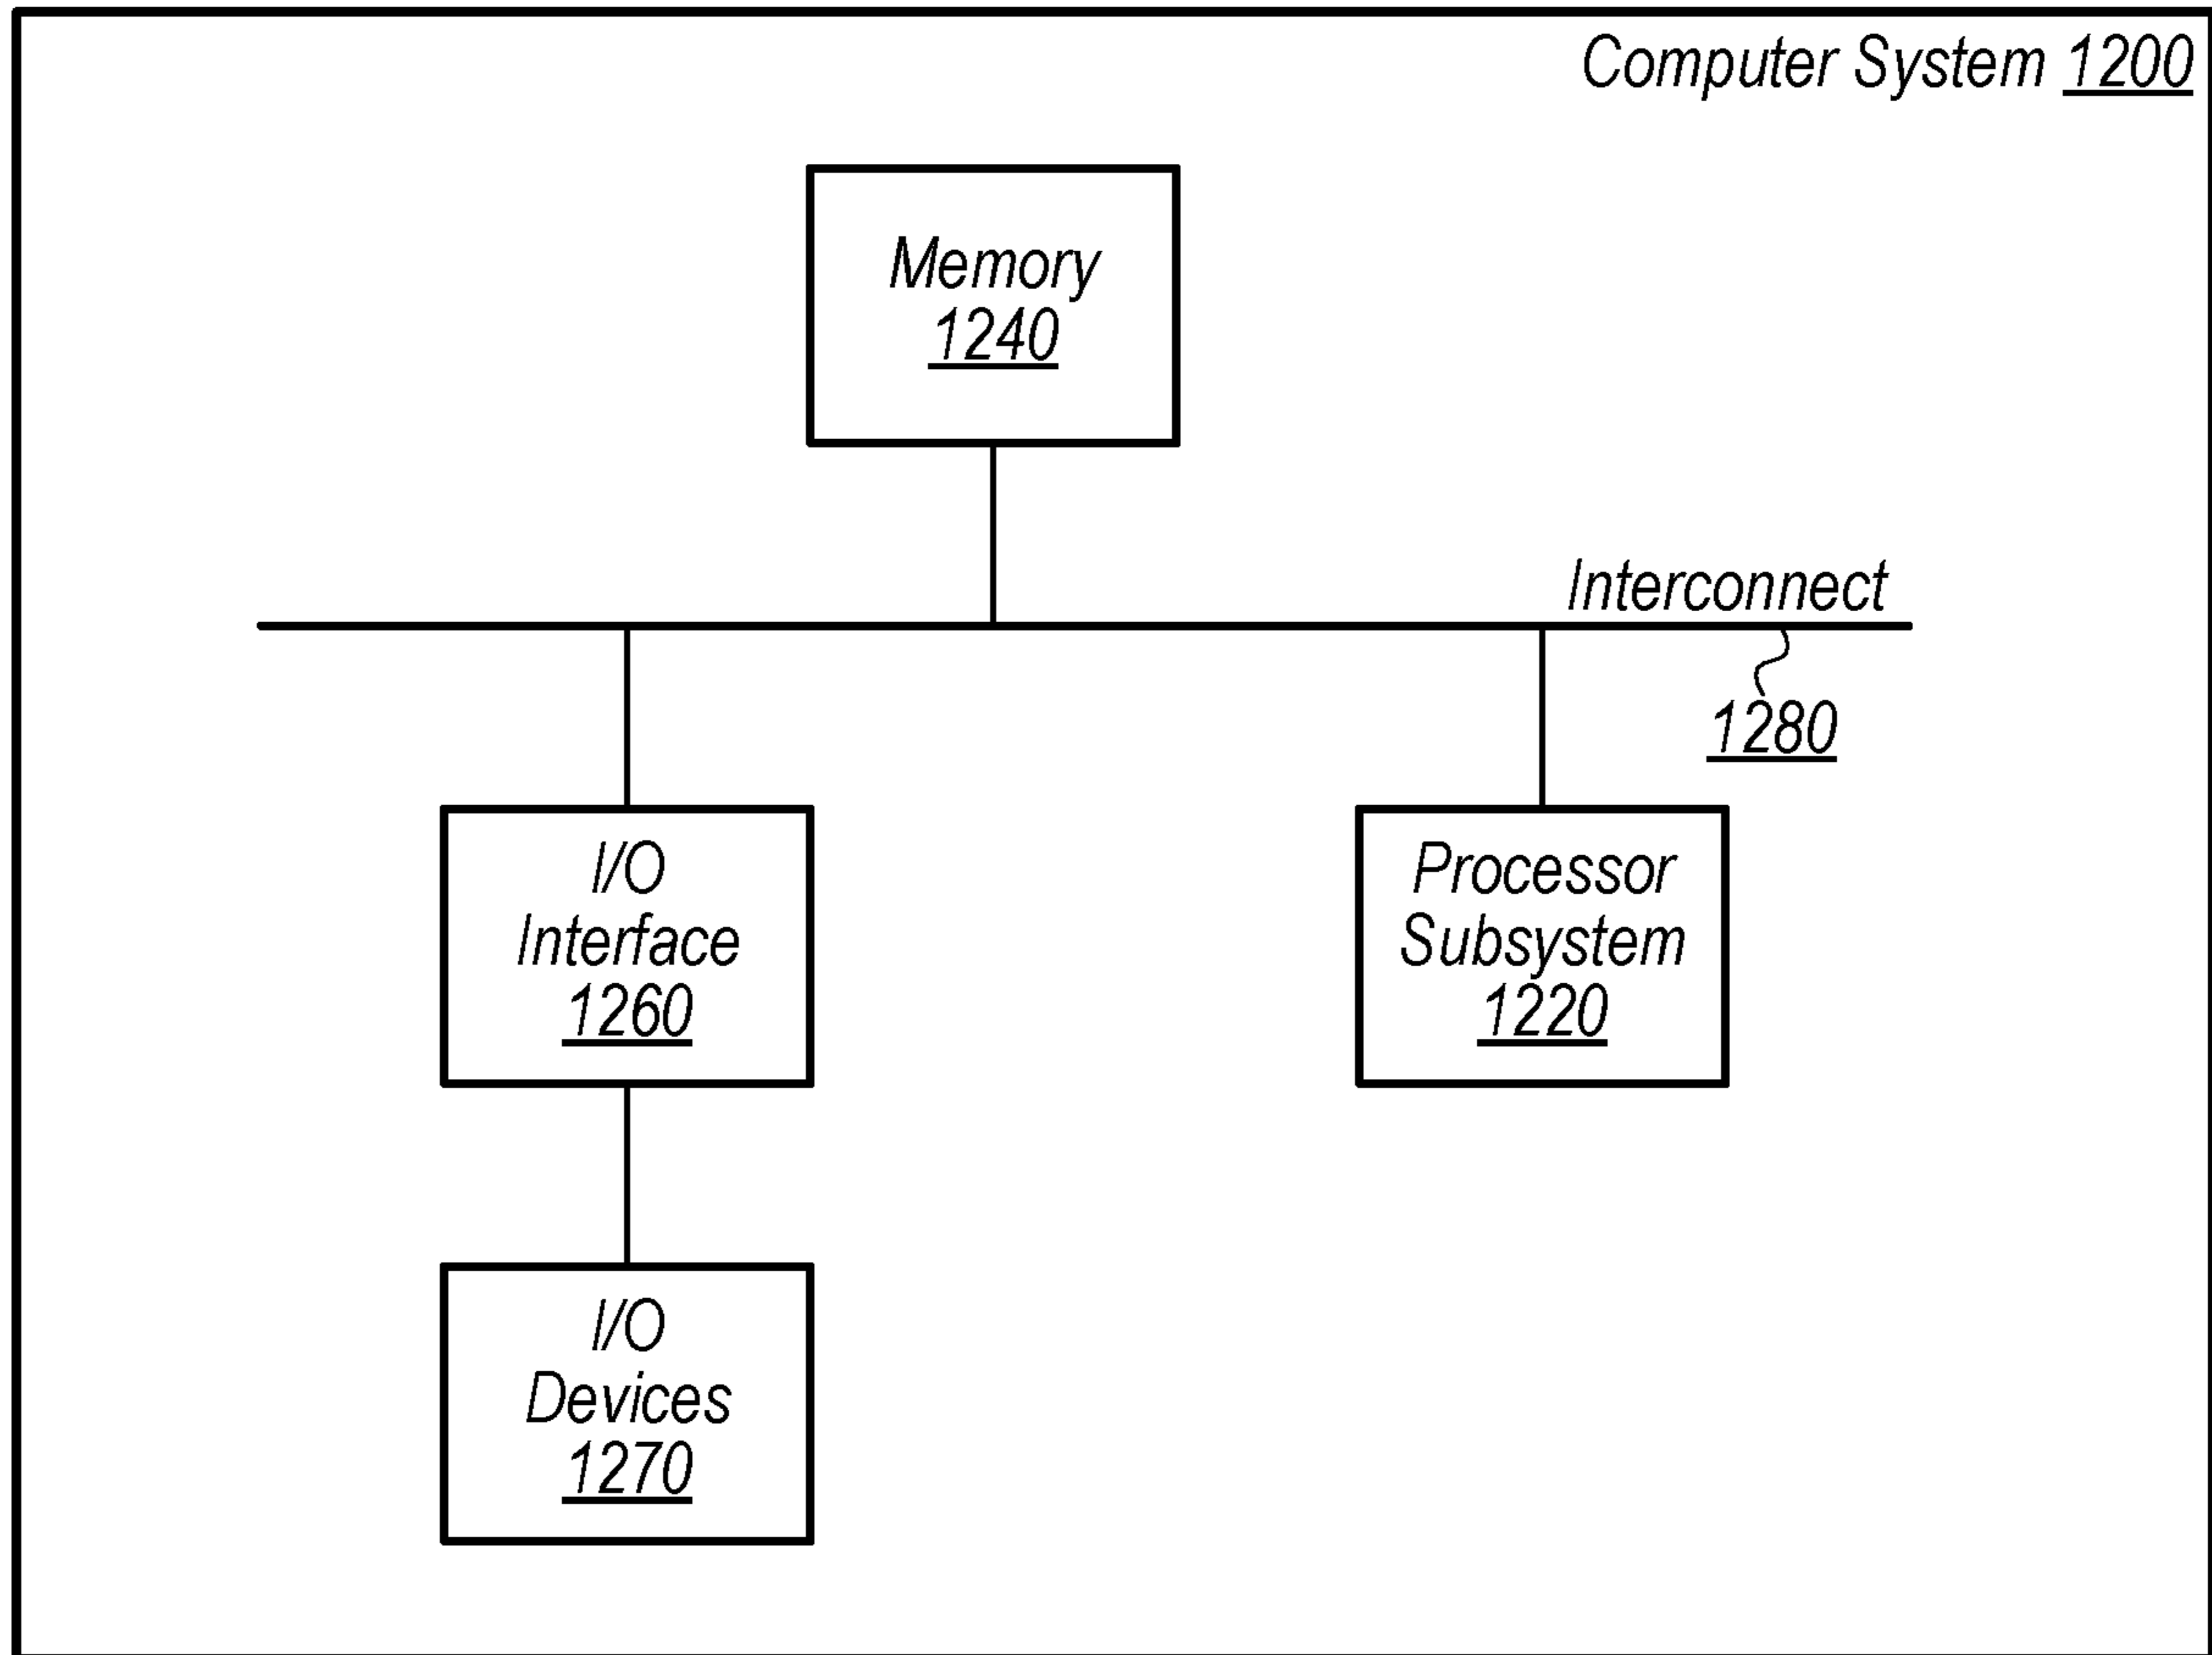 Computer System 1200
Memory
1240
Interconnect
1280
I/O
Interface
1260
Processor
Subsystem
1220
I/O
Devices
1270